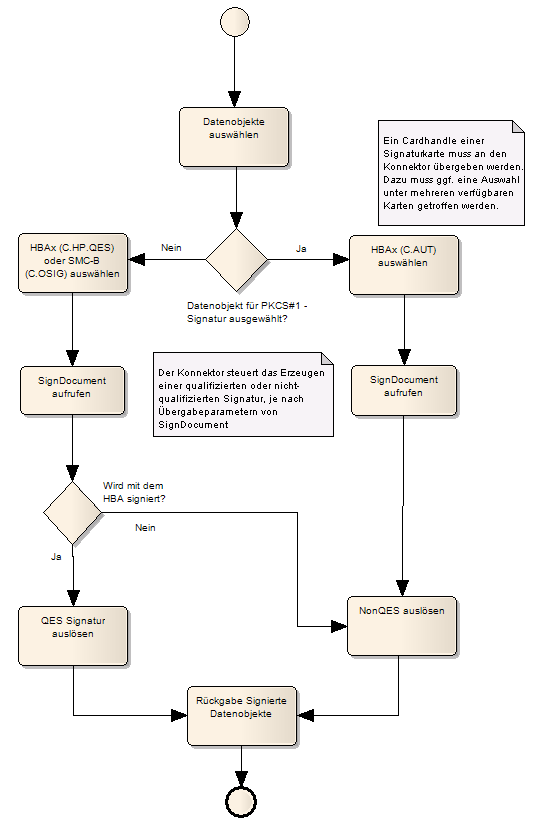 Datenobjekte
auswählen
Ein Cardhandle einer
Signaturkarte muss an den
Konnektor übergeben werden.
Dazu muss ggf. eine Auswahl
unter mehreren verfügbaren
Karten getroffen werden.
HBAx (C.HP.QES)
oder SMC-B
(C.OSIG) auswählen
Nein
Ja
HBAx (C.AUT)
auswählen
Datenobjekt für PKCS#1 -
Signatur ausgewählt?
SignDocument
aufrufen
Der Konnektor steuert das Erzeugen
einer qualifizierten oder nicht-
qualifizierten Signatur, je nach
Übergabeparametern von
SignDocument
SignDocument
aufrufen
Wird mit dem
HBA signiert?
Nein
Ja
QES Signatur
auslösen
NonQES auslösen
Rückgabe Signierte
Datenobjekte